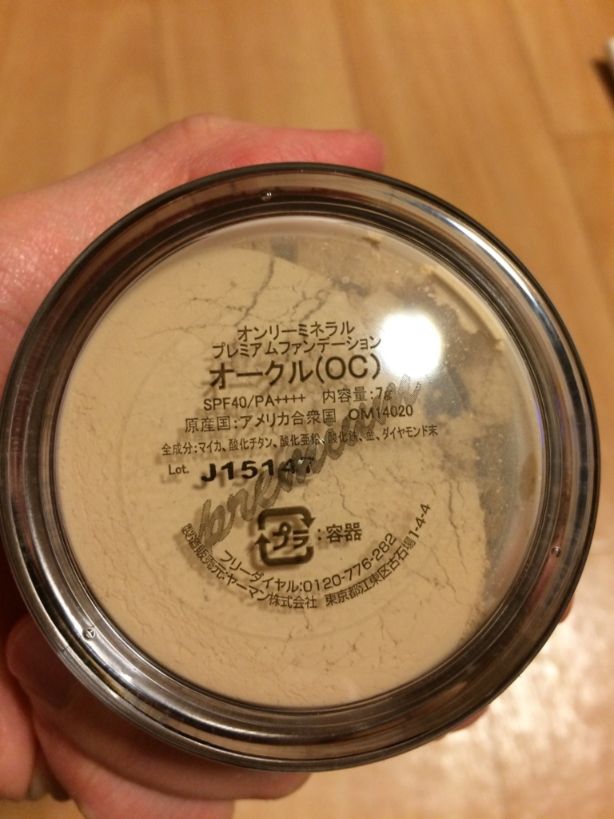 オンリーミネラル
プレミアムファンデーション
オークル(OC)
SPF40/PA++++ 内容量:7g
原産国:アメリカ合衆国 OM14020
全成分:マイカ、酸化チタン、酸化亜鉛、酸化鉄、金、ダイヤモンド末
Lot. J15147
premium
プラ :容器
フリーダイヤル:0120-776-282
製造販売元:ヤーマン株式会社 東京都江東区古石場1-4-4